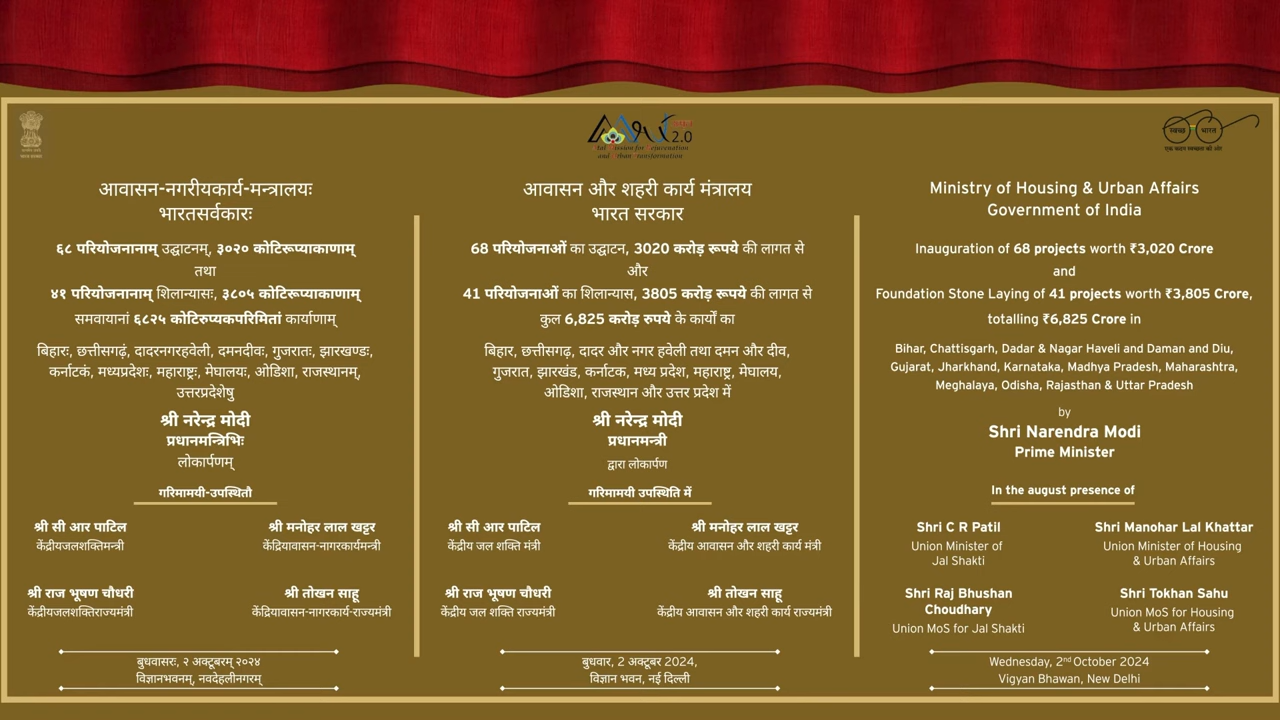 2.0
स्वच्छ भारत
एक कदम स्वच्छता की ओर
आवासन-नगरीयकार्य-मन्त्रालयः
भारतसर्वकारः
६८ परियोजनानाम् उद्घाटनम्, ३०२० कोटिरूप्याकाणाम्
तथा
४१ परियोजनानाम् शिलान्यासः, ३८०५ कोटिरूप्याकाणाम्
समवायानां ६८२५ कोटिरुप्यकपरिमितां कार्याणाम्
बिहारः, छत्तीसगढ़ं, दादरनगरहवेली, दमनदीवः, गुजरातः, झारखण्डः,
कर्नाटकं, मध्यप्रदेशः, महाराष्ट्रः, मेघालयः, ओडिशा, राजस्थानम्,
उत्तरप्रदेशेषु
श्री नरेन्द्र मोदी
प्रधानमन्त्रिभिः
लोकार्पणम्
गरिमामयी-उपस्थितौ
श्री सी आर पाटिल
केंद्रीयजलशक्तिमन्त्री
श्री मनोहर लाल खट्टर
केंद्रियावासन-नागरकार्यमन्त्री
श्री राज भूषण चौधरी
केंद्रीयजलशक्तिराज्यमंत्री
श्री तोखन साहू
केंद्रियावासन-नागरकार्य-राज्यमंत्री
बुधवासरः, २ अक्टूबरम् २०२४
विज्ञानभवनम्, नवदेहलीनगरम्
आवासन और शहरी कार्य मंत्रालय
भारत सरकार
68 परियोजनाओं का उद्घाटन, 3020 करोड़ रूपये की लागत से
और
41 परियोजनाओं का शिलान्यास, 3805 करोड़ रूपये की लागत से
कुल 6,825 करोड़ रुपये के कार्यों का
बिहार, छत्तीसगढ़, दादर और नगर हवेली तथा दमन और दीव,
गुजरात, झारखंड, कर्नाटक, मध्य प्रदेश, महाराष्ट्र, मेघालय,
ओडिशा, राजस्थान और उत्तर प्रदेश में
श्री नरेन्द्र मोदी
प्रधानमन्त्री
द्वारा लोकार्पण
गरिमामयी उपस्थिति में
श्री सी आर पाटिल
केंद्रीय जल शक्ति मंत्री
श्री मनोहर लाल खट्टर
केंद्रीय आवासन और शहरी कार्य मंत्री
श्री राज भूषण चौधरी
केंद्रीय जल शक्ति राज्यमंत्री
श्री तोखन साहू
केंद्रीय आवासन और शहरी कार्य राज्यमंत्री
बुधवार, 2 अक्टूबर 2024,
विज्ञान भवन, नई दिल्ली
Ministry of Housing & Urban Affairs
Government of India
Inauguration of 68 projects worth ₹3,020 Crore
and
Foundation Stone Laying of 41 projects worth ₹3,805 Crore,
totalling ₹6,825 Crore in
Bihar, Chattisgarh, Dadar & Nagar Haveli and Daman and Diu,
Gujarat, Jharkhand, Karnataka, Madhya Pradesh, Maharashtra,
Meghalaya, Odisha, Rajasthan & Uttar Pradesh
by
Shri Narendra Modi
Prime Minister
In the august presence of
Shri C R Patil
Union Minister of
Jal Shakti
Shri Manohar Lal Khattar
Union Minister of Housing
& Urban Affairs
Shri Raj Bhushan
Choudhary
Union MoS for Jal Shakti
Shri Tokhan Sahu
Union MoS for Housing
& Urban Affairs
Wednesday, 2nd October 2024
Vigyan Bhawan, New Delhi